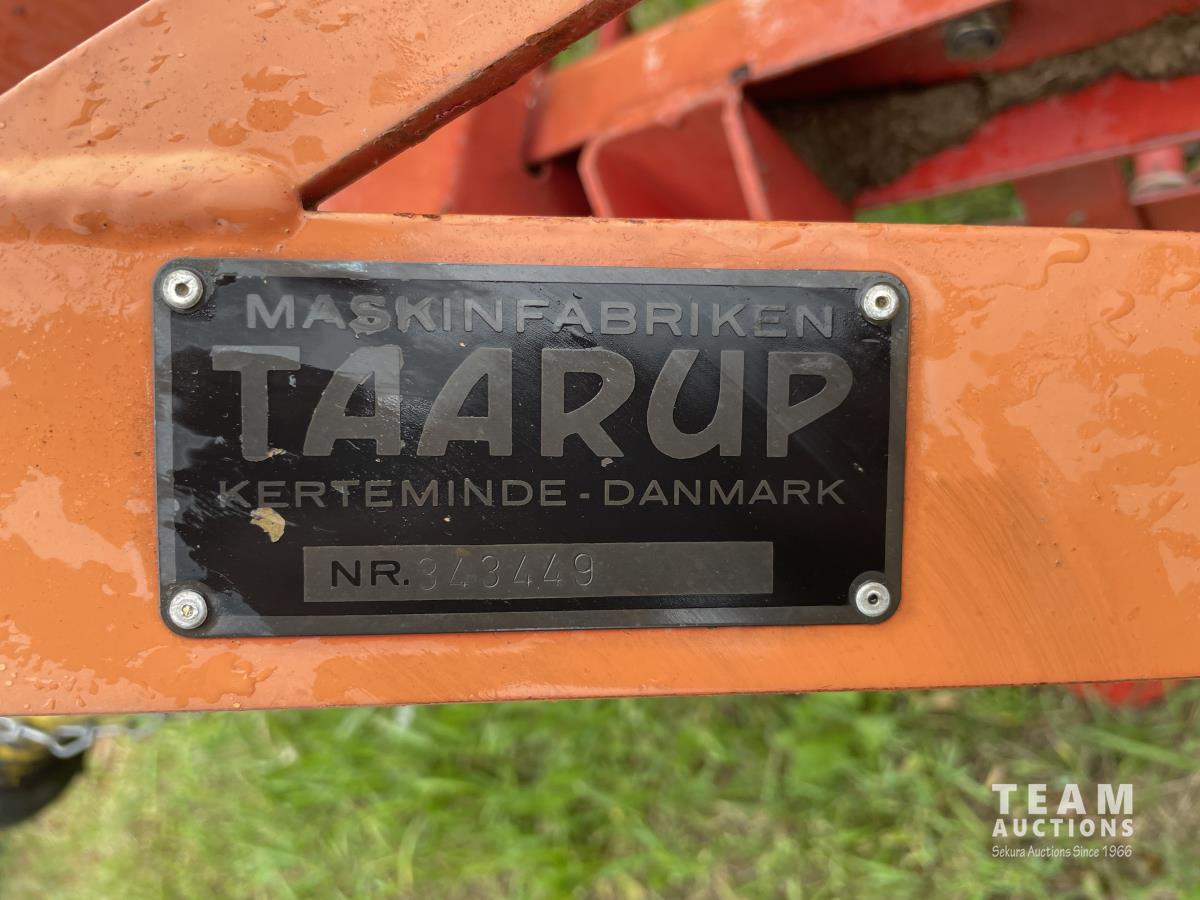 MASKINFABRIKEN
TAARUP
KERTEMINDE - DANMARK
NR. 343449
TEAM
AUCTIONS
Sekura Auctions Since 1966